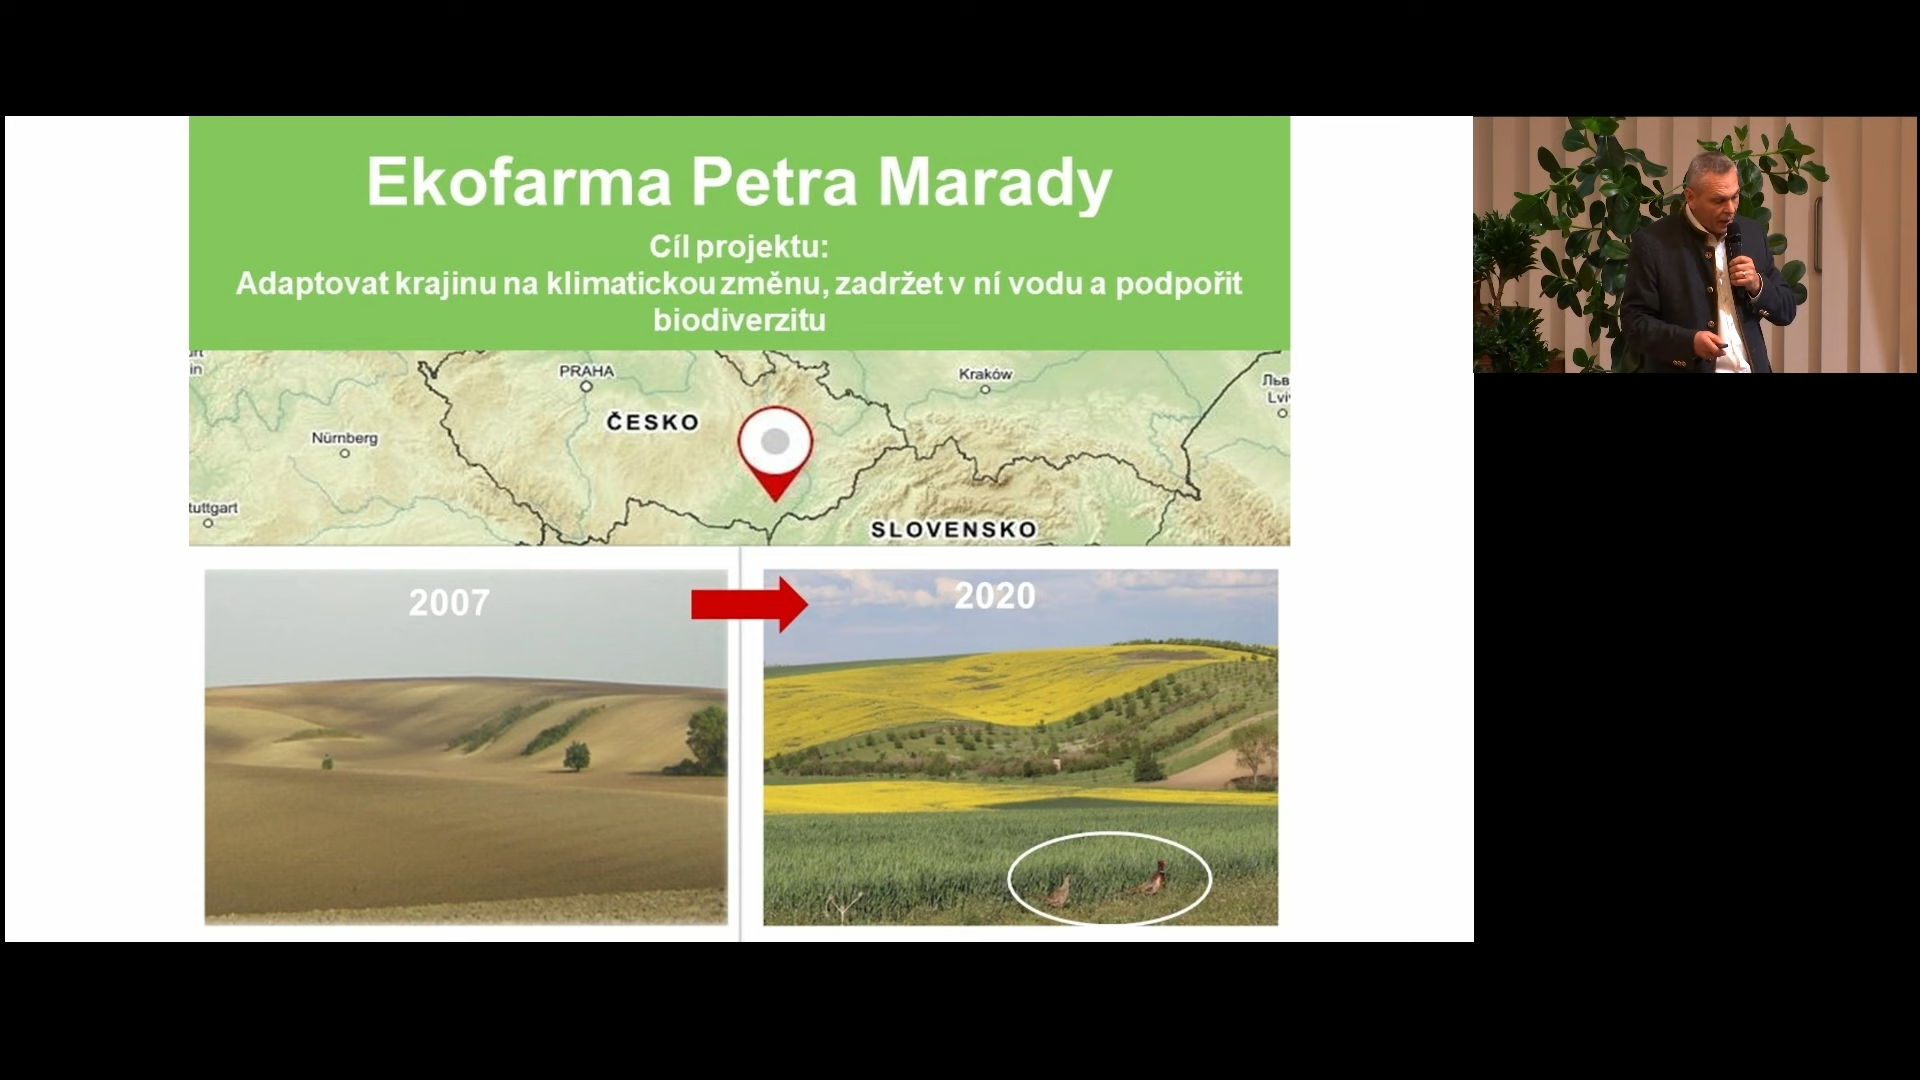 Ekofarma Petra Marady
Cíl projektu:
Adaptovat krajinu na klimatickou změnu, zadržet v ní vodu a podpořit
biodiverzitu
PRAHA
Kraków
ČESKO
Nürnberg
SLOVENSKO
2007
2020